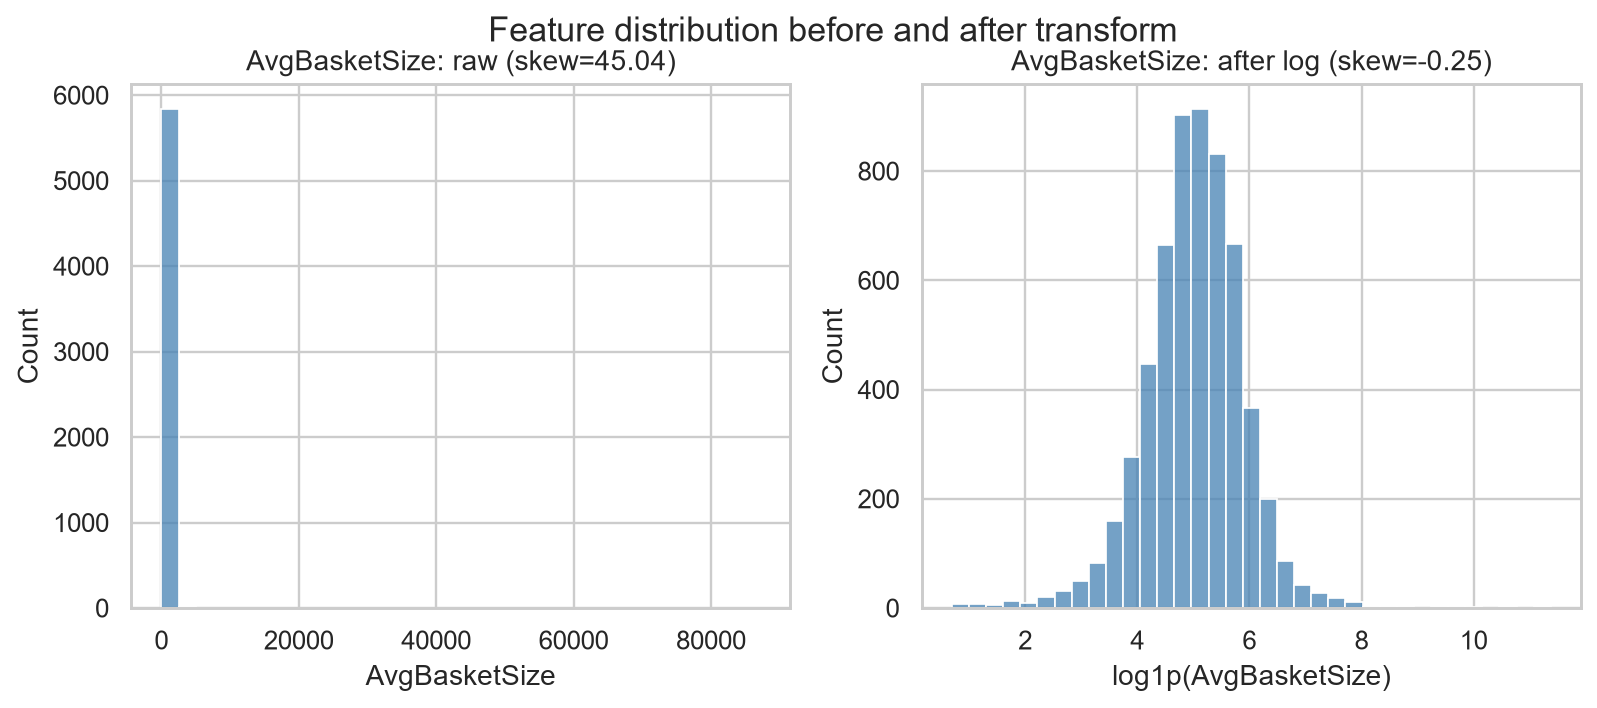 Feature distribution before and after transform
AvgBasketSize: raw (skew=45.04)
6000
5000
4000
3000
2000
1000
0
Count
0 20000 40000 60000 80000
AvgBasketSize
AvgBasketSize: after log (skew=-0.25)
800
600
400
200
0
Count
2 4 6 8 10
log1p(AvgBasketSize)